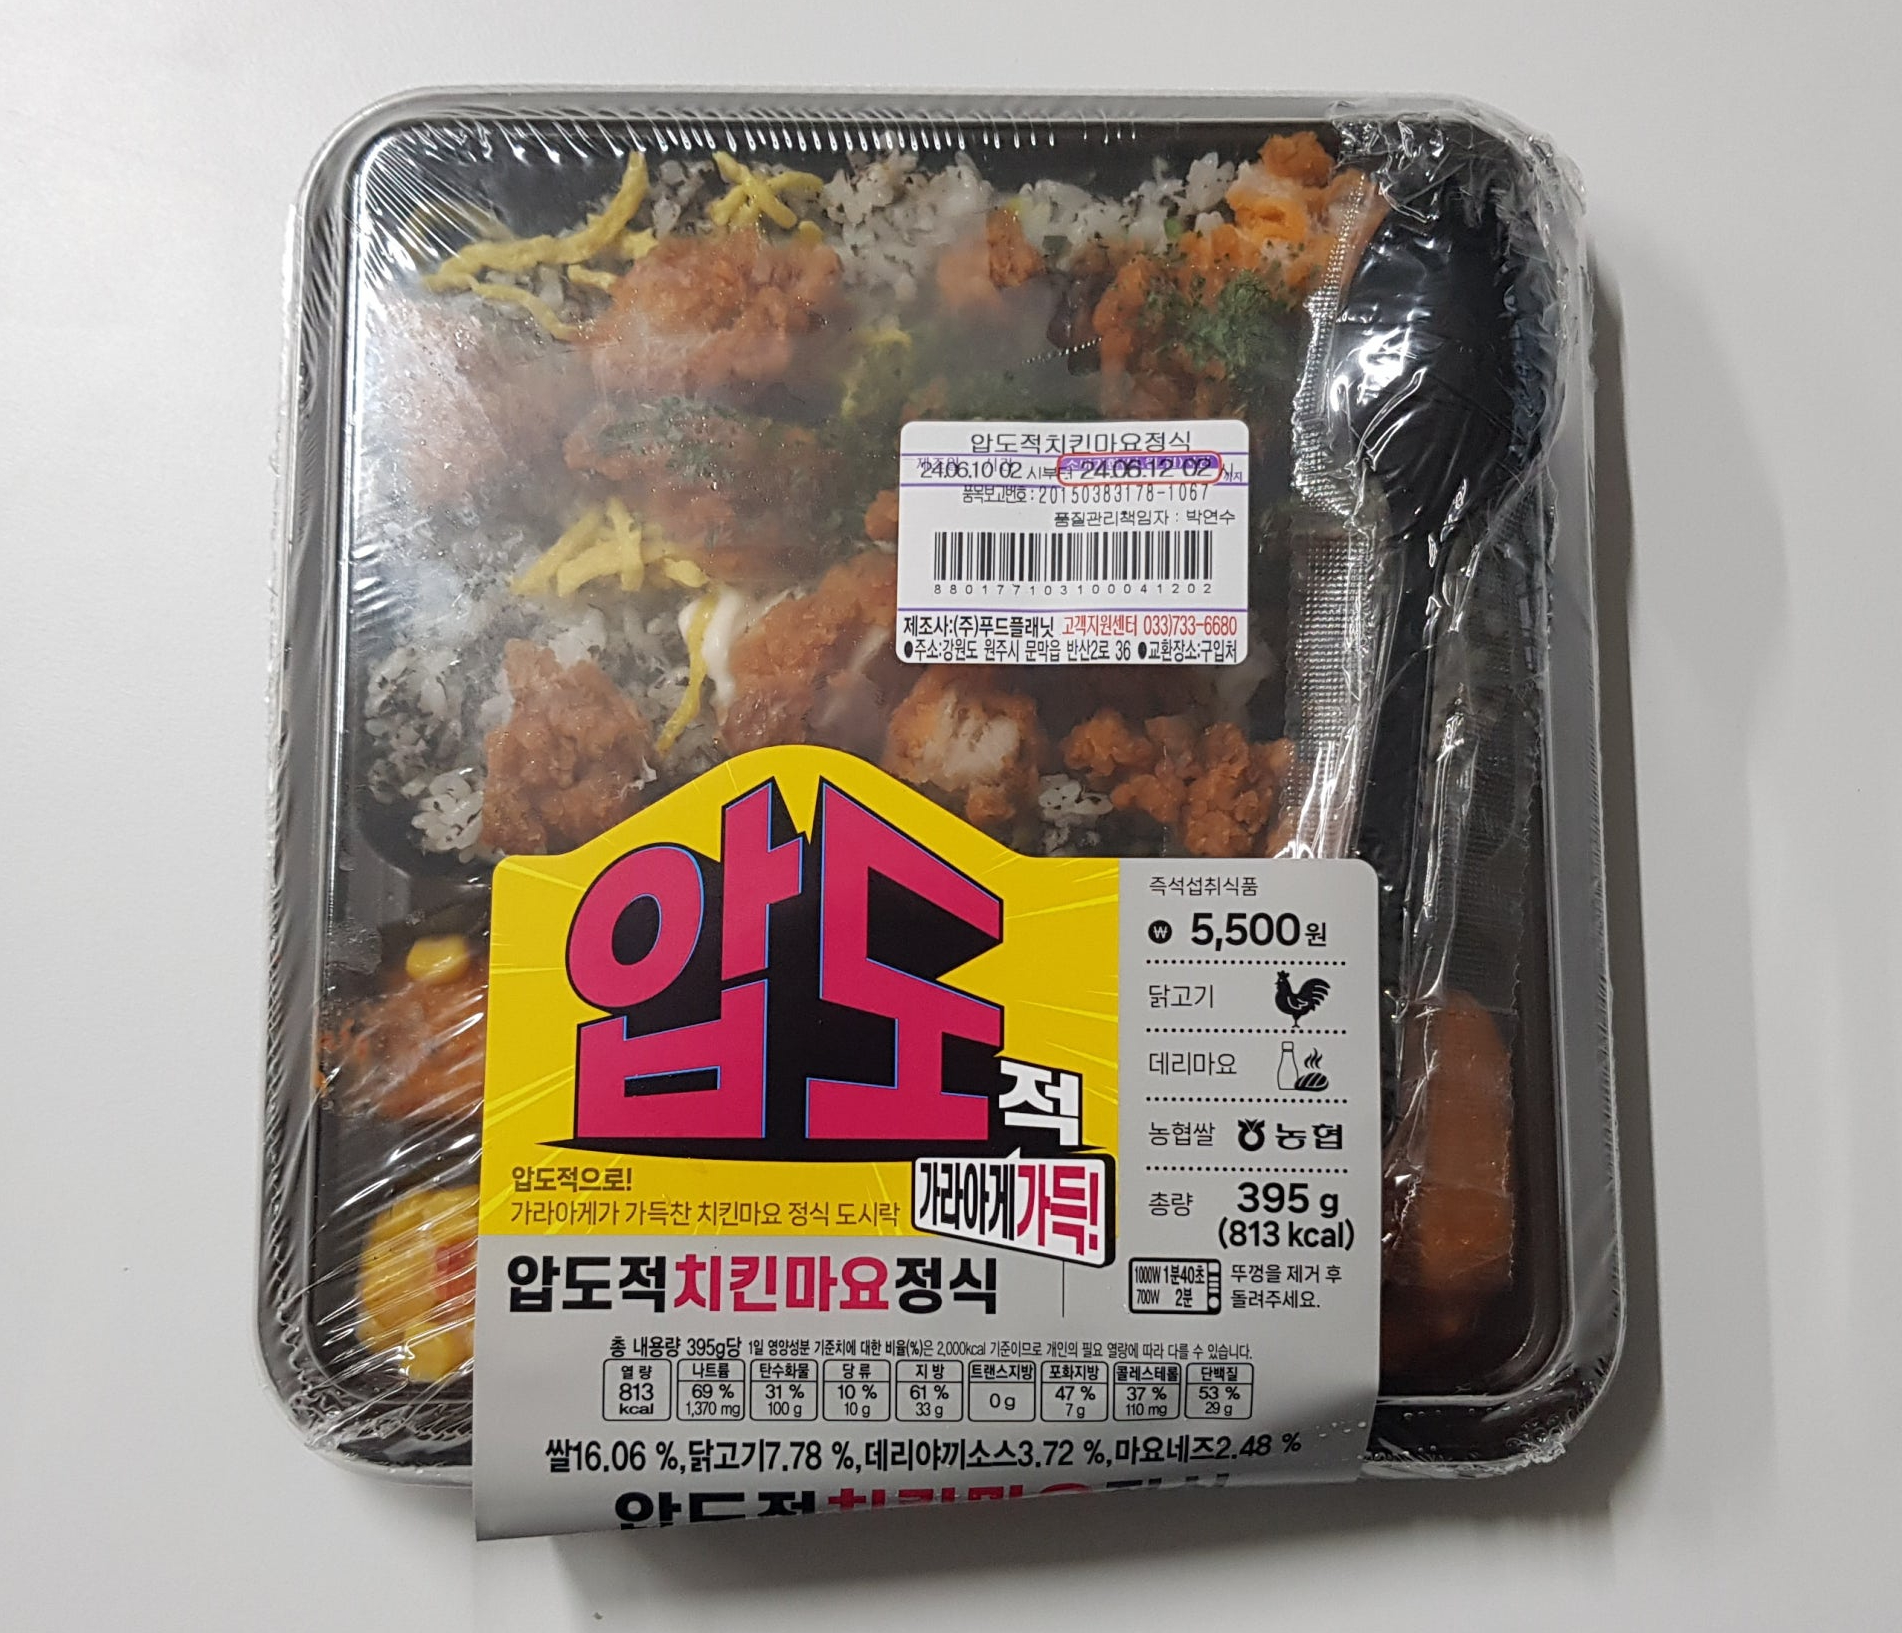 압도적치킨마요정식
24.06.10 02 시부터 24.06.12 02 시 까지
품목보고번호 : 20150383178-1067
품질관리책임자 : 박연수
880177103100041202
제조사:(주)푸드플래닛 고객지원센터 033)733-6680
●주소:강원도 원주시 문막읍 반산2로 36 ●교환장소:구입처
압도적
가라아게가득!
압도적으로!
가라아게가 가득찬 치킨마요 정식 도시락
압도적치킨마요정식
즉석섭취식품
₩ 5,500원
닭고기
데리마요
농협쌀 농협
총량 395 g
(813 kcal)
1000W 1분40초
700W 2분
뚜껑을 제거 후
돌려주세요.
총 내용량 395g당 1일 영양성분 기준치에 대한 비율(%)은 2,000kcal 기준이므로 개인의 필요 열량에 따라 다를 수 있습니다.
열량 나트륨 탄수화물 당류 지방 트랜스지방 포화지방 콜레스테롤 단백질
813 69 % 31 % 10 % 61 % 0 g 47 % 37 % 53 %
kcal 1,370 mg 100 g 10 g 33 g 7 g 110 mg 29 g
쌀16.06 %,닭고기7.78 %,데리야끼소스3.72 %,마요네즈2.48 %